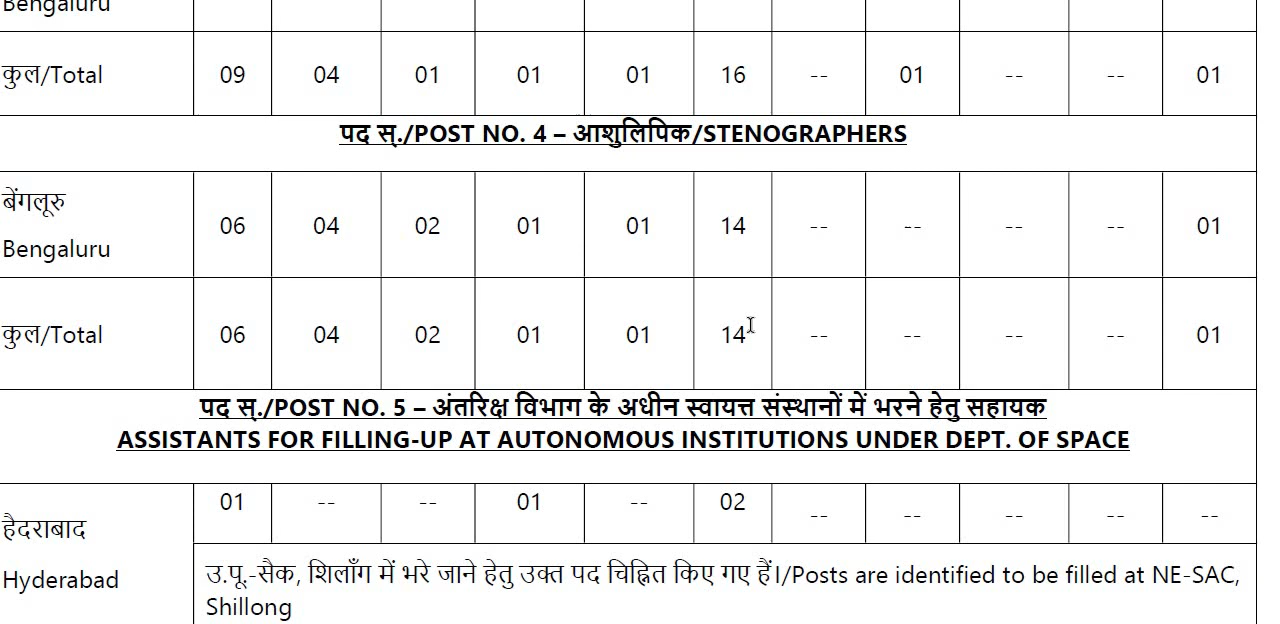 Bengaluru
कुल/Total 09 04 01 01 01 16 -- 01 -- -- 01
पद स्./POST NO. 4 – आशुलिपिक/STENOGRAPHERS
बेंगलूरु
Bengaluru 06 04 02 01 01 14 -- -- -- -- 01
कुल/Total 06 04 02 01 01 14 -- -- -- -- 01
पद स्./POST NO. 5 – अंतरिक्ष विभाग के अधीन स्वायत्त संस्थानों में भरने हेतु सहायक
ASSISTANTS FOR FILLING-UP AT AUTONOMOUS INSTITUTIONS UNDER DEPT. OF SPACE
हैदराबाद
Hyderabad
01 -- -- 01 -- 02 -- -- -- -- --
उ.पू.-सैक, शिलाँग में भरे जाने हेतु उक्त पद चिह्नित किए गए हैं।/Posts are identified to be filled at NE-SAC,
Shillong